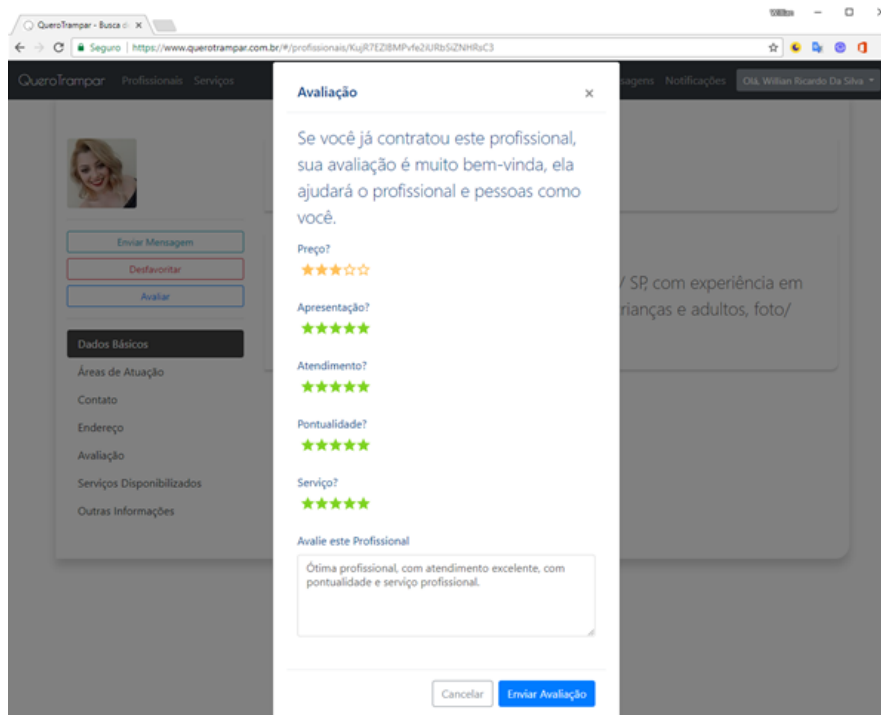 Willian
QueroTrampar - Busca d
Seguro | https://www.querotrampar.com.br/#/profissionais/
QueroTrampar Profissionais Serviços
sagens Notificações Olá, Willian Ricardo Da Silva
Avaliação ×
Se você já contratou este profissional,
sua avaliação é muito bem-vinda, ela
ajudará o profissional e pessoas como
você.
Enviar Mensagem
Desfavoritar
Avaliar
Dados Básicos
Áreas de Atuação
Contato
Endereço
Avaliação
Serviços Disponibilizados
Outras Informações
Preço?
Apresentação?
Atendimento?
Pontualidade?
Serviço?
Avalie este Profissional
Ótima profissional, com atendimento excelente, com
pontualidade e serviço profissional.
/ SP, com experiência em
rianças e adultos, foto/
Cancelar
Enviar Avaliação